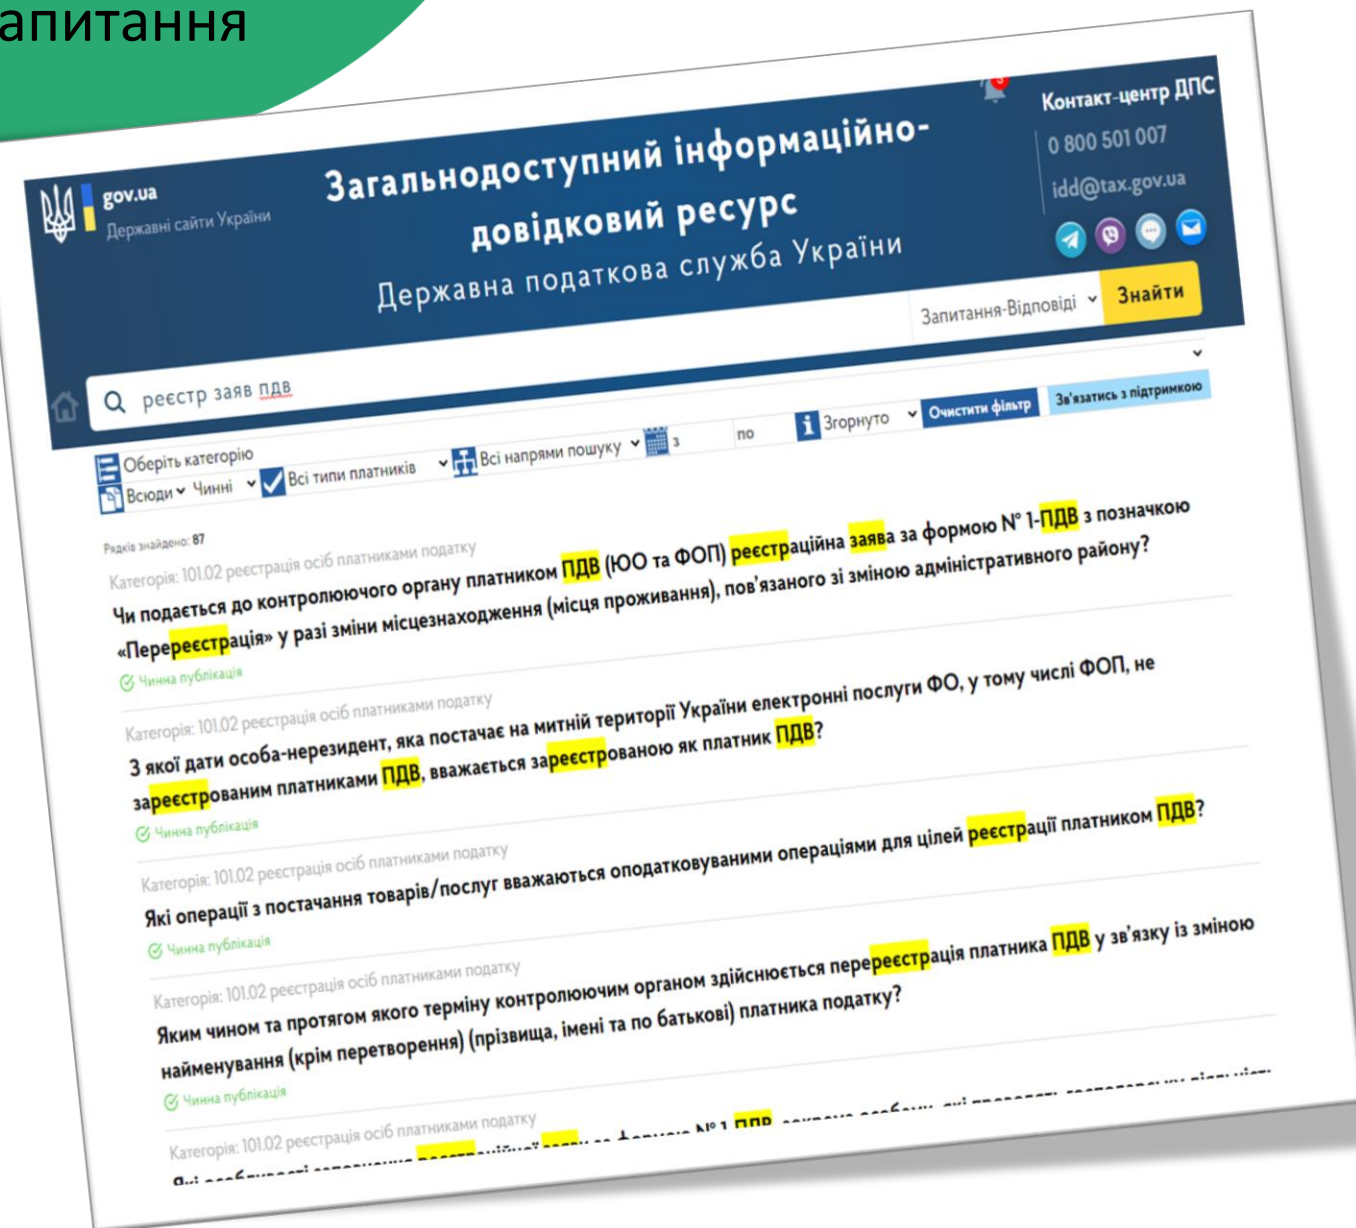 апитання
gov.ua
Державні сайти України
Загальнодоступний інформаційно-
довідковий ресурс
Державна податкова служба України
5
Контакт-центр ДПС
0 800 501 007
idd@tax.gov.ua
реєстр заяв пдв
Запитання-Відповіді
Знайти
Оберіть категорію
Всюди Чинні Всі типи платників Всі напрями пошуку з по Згорнуто Очистити фільтр Зв'язатись з підтримкою
Рядків знайдено: 87
Категорія: 101.02 реєстрація осіб платниками податку
Чи подається до контролюючого органу платником ПДВ (ЮО та ФОП) реєстраційна заява за формою N° 1-ПДВ з позначкою
«Перереєстрація» у разі зміни місцезнаходження (місця проживання), пов’язаного зі зміною адміністративного району?
Чинна публікація
Категорія: 101.02 реєстрація осіб платниками податку
З якої дати особа-нерезидент, яка постачає на митній території України електронні послуги ФО, у тому числі ФОП, не
зареєстрованим платниками ПДВ, вважається зареєстрованою як платник ПДВ?
Чинна публікація
Категорія: 101.02 реєстрація осіб платниками податку
Які операції з постачання товарів/послуг вважаються оподатковуваними операціями для цілей реєстрації платником ПДВ?
Чинна публікація
Категорія: 101.02 реєстрація осіб платниками податку
Яким чином та протягом якого терміну контролюючим органом здійснюється перереєстрація платника ПДВ у зв’язку із зміною
найменування (крім перетворення) (прізвища, імені та по батькові) платника податку?
Чинна публікація
Категорія: 101.02 реєстрація осіб платниками податку
N° 1 ПДВ